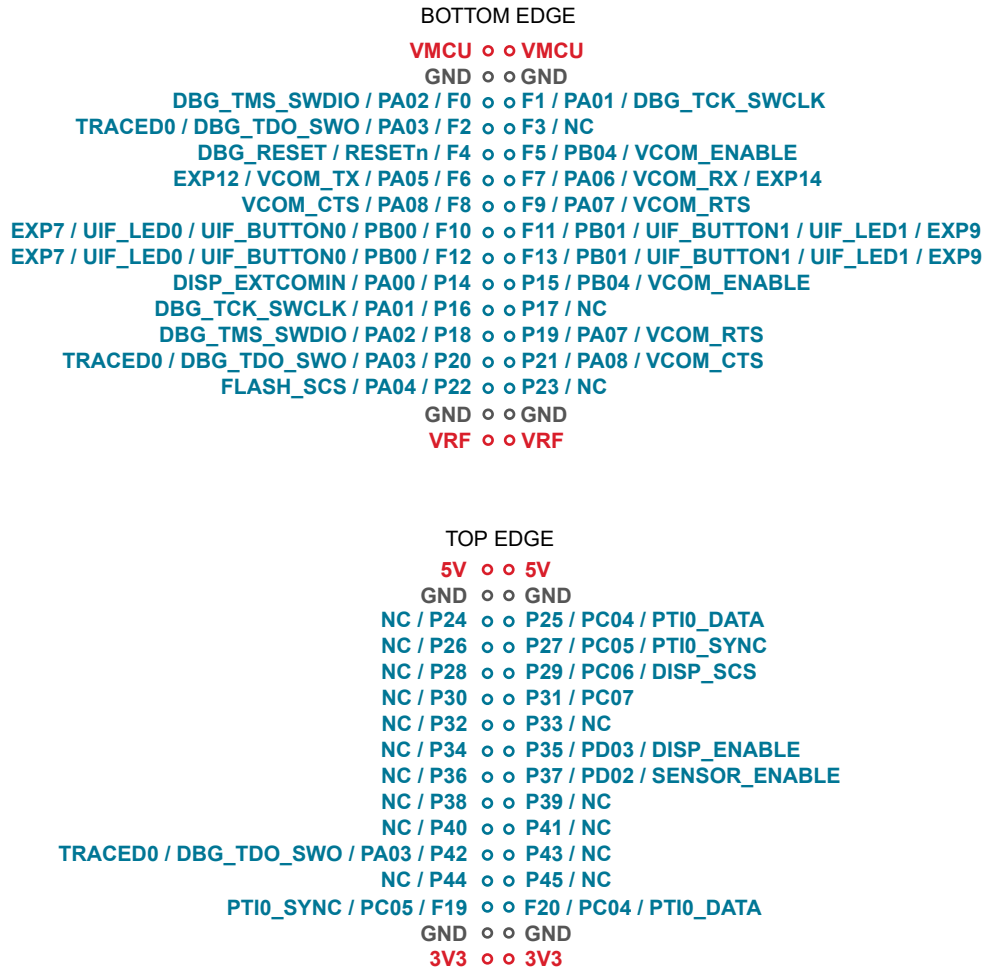 BOTTOM EDGE
VMCU VMCU
GND GND
DBG_TMS_SWDIO / PA02 / F0 F1 / PA01 / DBG_TCK_SWCLK
TRACED0 / DBG_TDO_SWO / PA03 / F2 F3 / NC
DBG_RESET / RESETn / F4 F5 / PB04 / VCOM_ENABLE
EXP12 / VCOM_TX / PA05 / F6 F7 / PA06 / VCOM_RX / EXP14
VCOM_CTS / PA08 / F8 F9 / PA07 / VCOM_RTS
EXP7 / UIF_LED0 / UIF_BUTTON0 / PB00 / F10 F11 / PB01 / UIF_BUTTON1 / UIF_LED1 / EXP9
EXP7 / UIF_LED0 / UIF_BUTTON0 / PB00 / F12 F13 / PB01 / UIF_BUTTON1 / UIF_LED1 / EXP9
DISP_EXTCOMIN / PA00 / P14 P15 / PB04 / VCOM_ENABLE
DBG_TCK_SWCLK / PA01 / P16 P17 / NC
DBG_TMS_SWDIO / PA02 / P18 P19 / PA07 / VCOM_RTS
TRACED0 / DBG_TDO_SWO / PA03 / P20 P21 / PA08 / VCOM_CTS
FLASH_SCS / PA04 / P22 P23 / NC
GND GND
VRF VRF
TOP EDGE
5V 5V
GND GND
NC / P24 P25 / PC04 / PTI0_DATA
NC / P26 P27 / PC05 / PTI0_SYNC
NC / P28 P29 / PC06 / DISP_SCS
NC / P30 P31 / PC07
NC / P32 P33 / NC
NC / P34 P35 / PD03 / DISP_ENABLE
NC / P36 P37 / PD02 / SENSOR_ENABLE
NC / P38 P39 / NC
NC / P40 P41 / NC
TRACED0 / DBG_TDO_SWO / PA03 / P42 P43 / NC
NC / P44 P45 / NC
PTI0_SYNC / PC05 / F19 F20 / PC04 / PTI0_DATA
GND GND
3V3 3V3